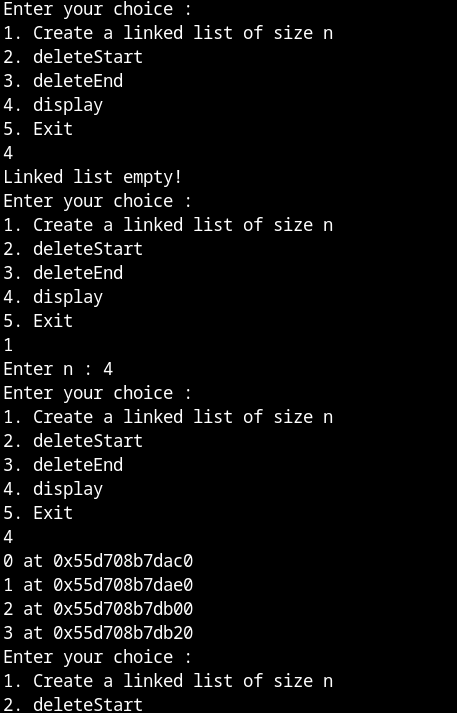 Enter your choice :
1. Create a linked list of size n
2. deleteStart
3. deleteEnd
4. display
5. Exit
4
Linked list empty!
Enter your choice :
1. Create a linked list of size n
2. deleteStart
3. deleteEnd
4. display
5. Exit
1
Enter n : 4
Enter your choice :
1. Create a linked list of size n
2. deleteStart
3. deleteEnd
4. display
5. Exit
4
0 at 0x55d708b7dac0
1 at 0x55d708b7dae0
2 at 0x55d708b7db00
3 at 0x55d708b7db20
Enter your choice :
1. Create a linked list of size n
2. deleteStart